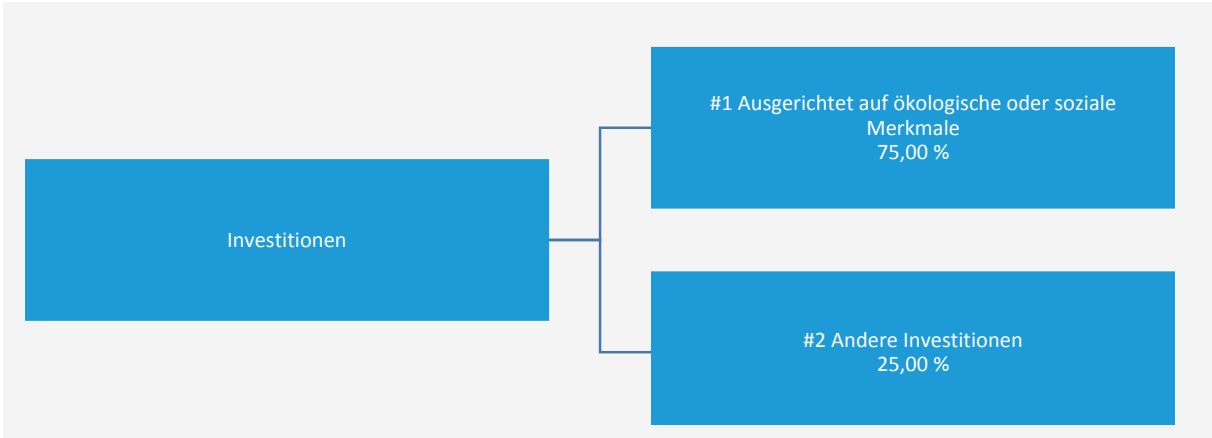 Investitionen
#1 Ausgerichtet auf ökologische oder soziale
Merkmale
75,00 %
#2 Andere Investitionen
25,00 %